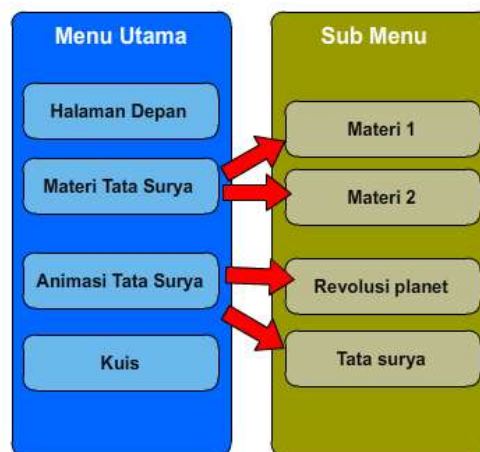 Menu Utama
Halaman Depan
Materi Tata Surya
Animasi Tata Surya
Kuis
Sub Menu
Materi 1
Materi 2
Revolusi planet
Tata surya